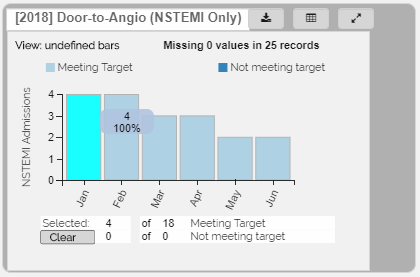 [2018] Door-to-Angio (NSTEMI Only)
View: undefined bars Missing 0 values in 25 records
Meeting Target Not meeting target
NSTEMI Admissions
4
3
2
1
0
4
100%
Jan Feb Mar Apr May Jun
Selected: 4 of 18 Meeting Target
Clear 0 of 0 Not meeting target